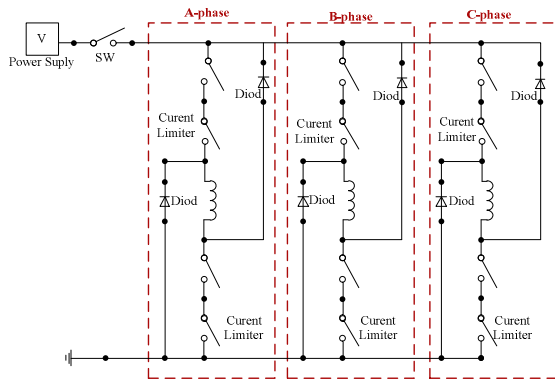 A-phase
B-phase
C-phase
V
Power Suply
SW
Diod
Diod
Diod
Curent
Limiter
Curent
Limiter
Curent
Limiter
Diod
Diod
Diod
Curent
Limiter
Curent
Limiter
Curent
Limiter